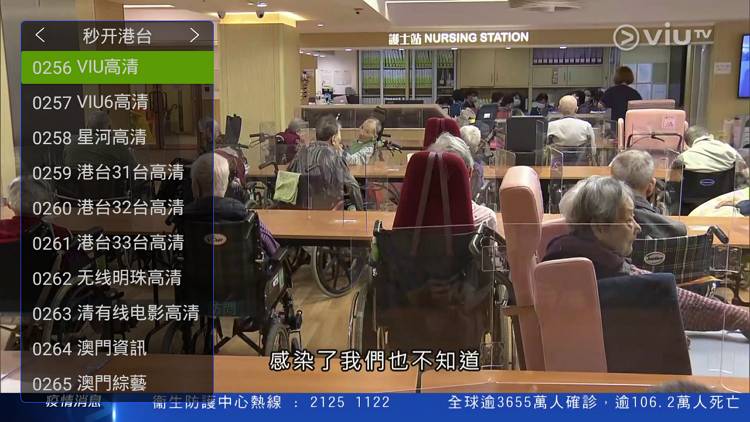 秒开港台
0256 VIU高清
0257 VIU6高清
0258 星河高清
0259 港台31台高清
0260 港台32台高清
0261 港台33台高清
0262 无线明珠高清
0263 清有线电影高清
0264 澳門資訊
0265 澳門綜藝
護士站 NURSING STATION
viuTV
感染了我們也不知道
疫情消息 衞生防護中心熱線 : 2125 1122 全球逾3655萬人確診，逾106.2萬人死亡